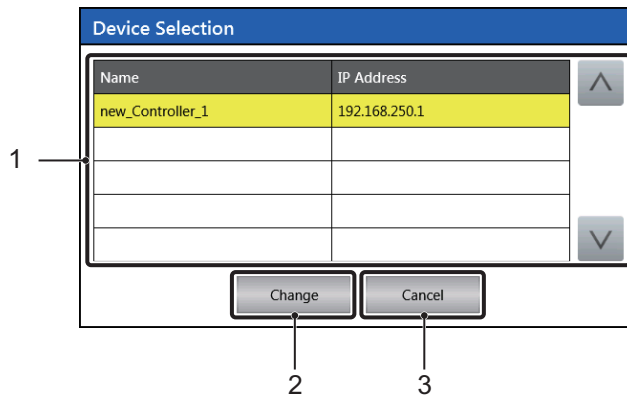 Device Selection
Name IP Address
new_Controller_1 192.168.250.1
1
Change Cancel
2 3